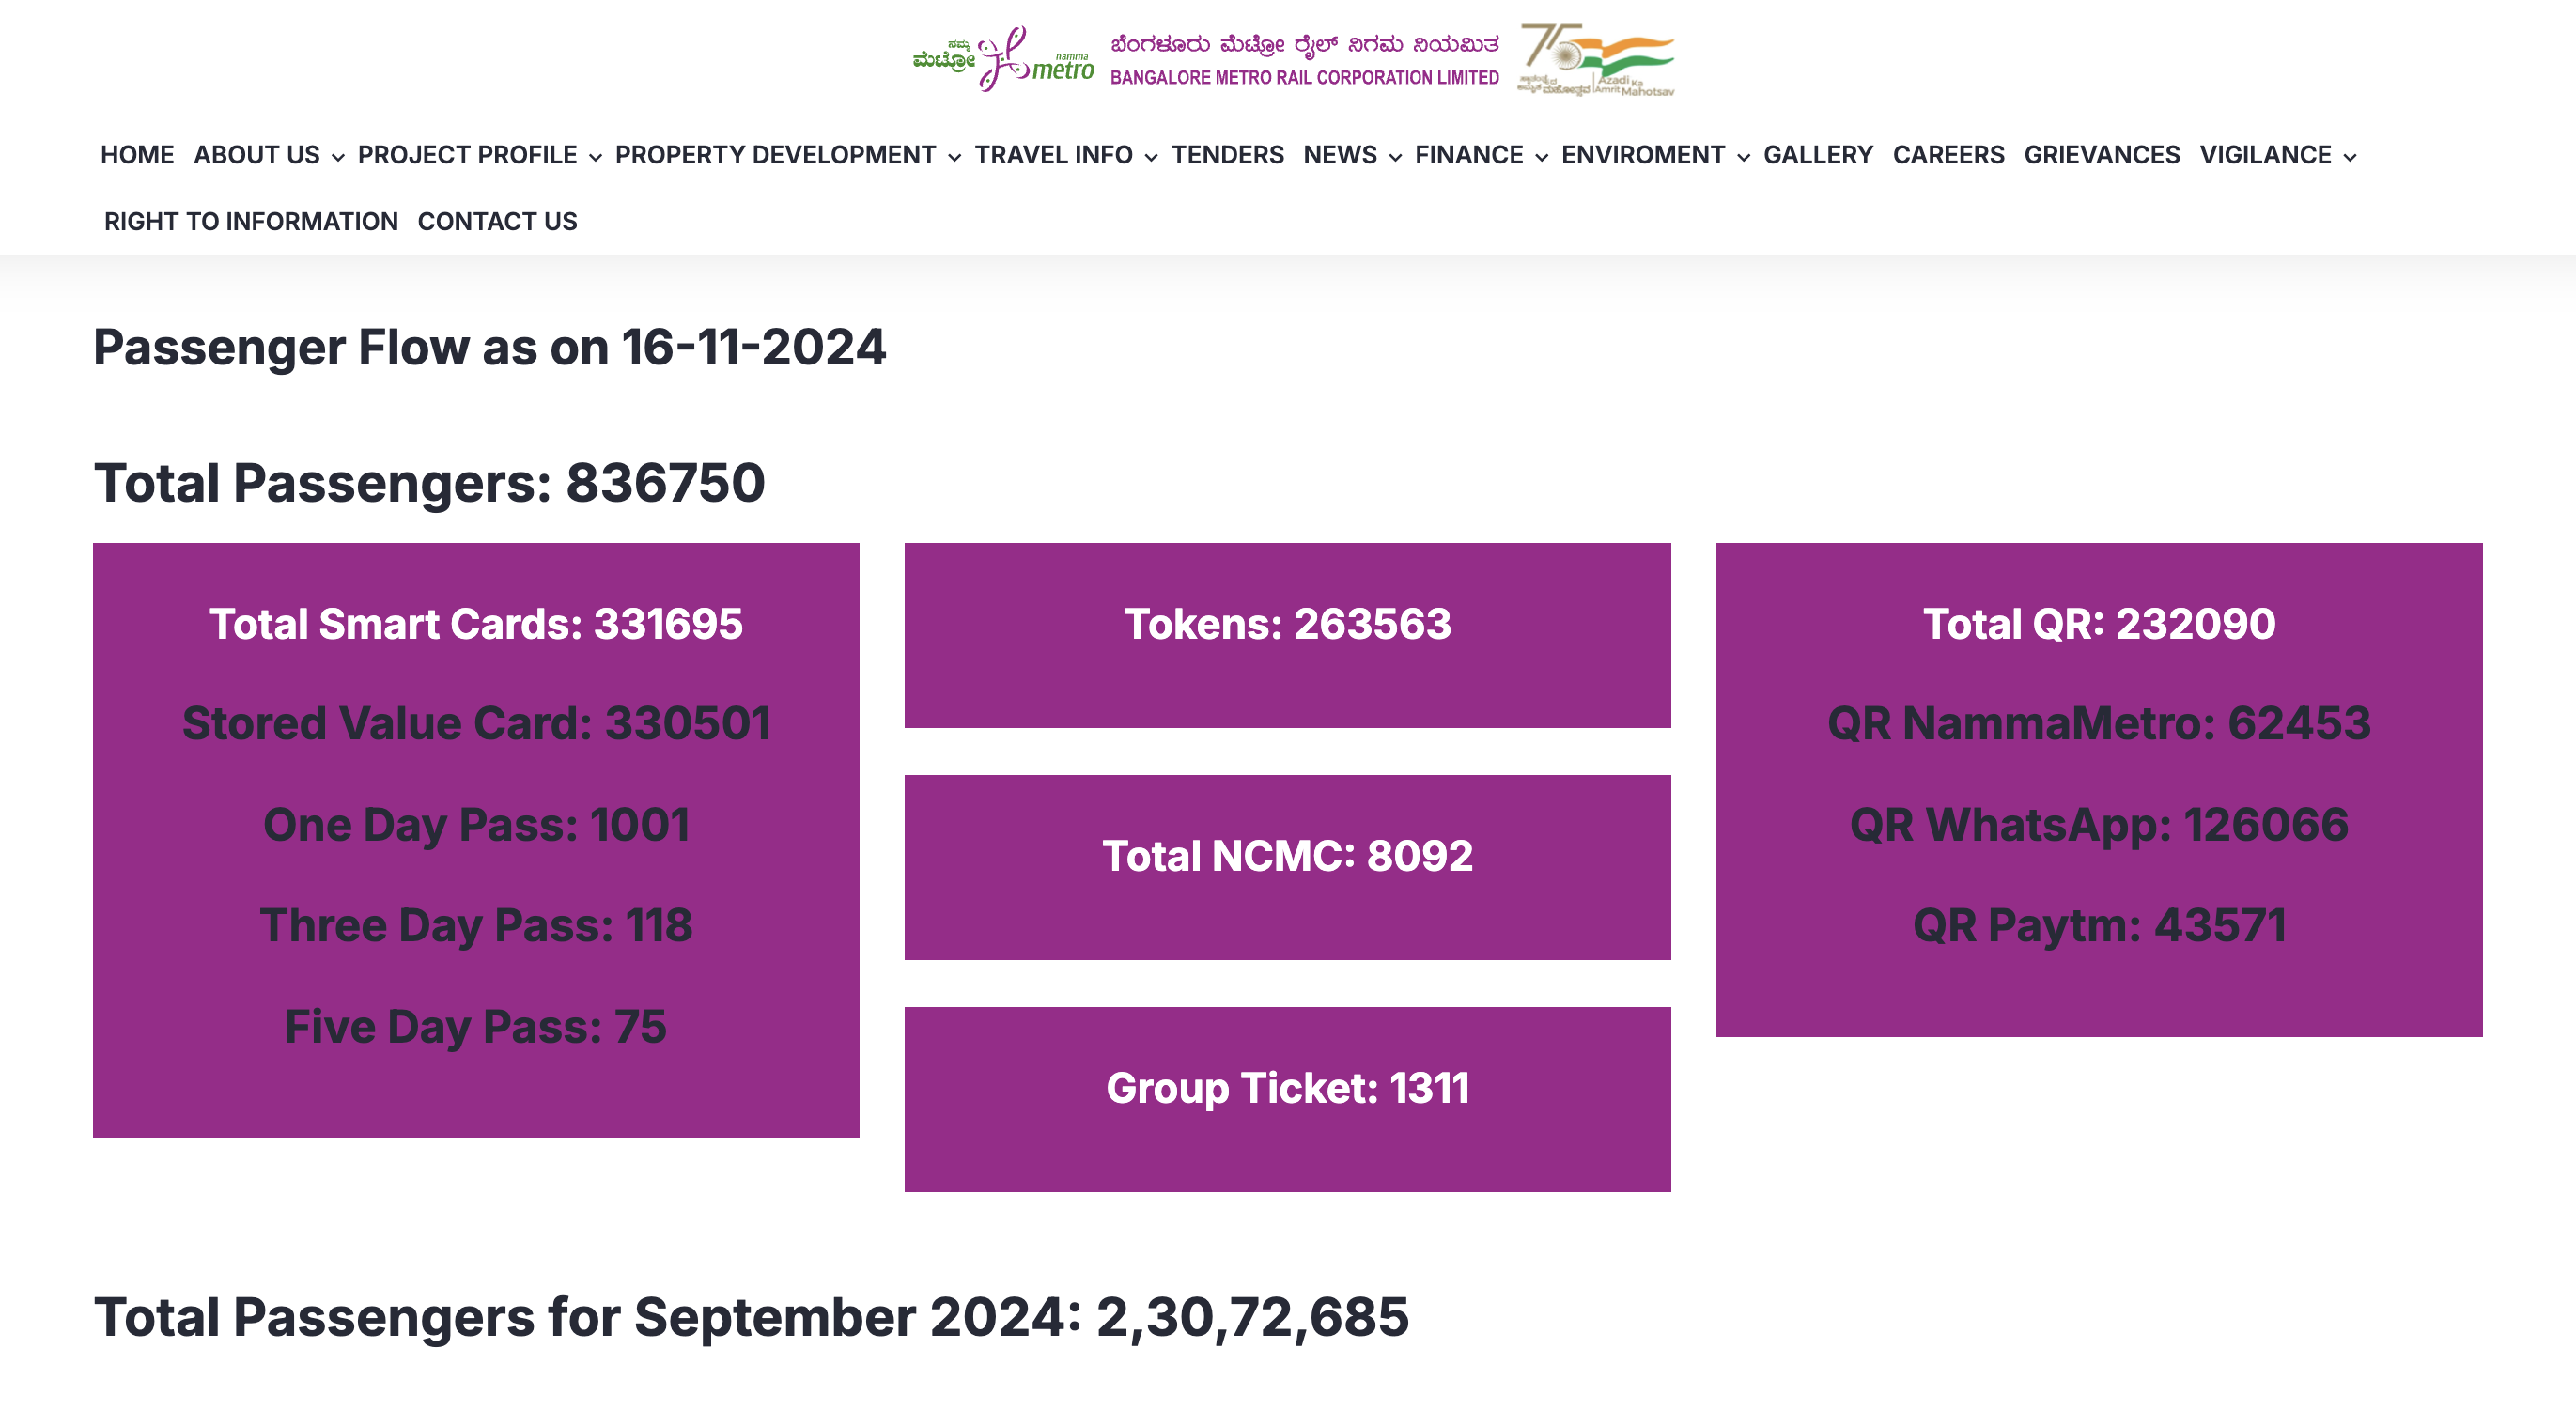 ನಮ್ಮ
ಮೆಟ್ರೋ
namma
metro
ಬೆಂಗಳೂರು ಮೆಟ್ರೋ ರೈಲ್ ನಿಗಮ ನಿಯಮಿತ
BANGALORE METRO RAIL CORPORATION LIMITED
75
ಸ್ವಾತಂತ್ರ್ಯದ
ಅಮೃತ ಮಹೋತ್ಸವ
Azadi Ka
Amrit Mahotsav
HOME ABOUT US PROJECT PROFILE PROPERTY DEVELOPMENT TRAVEL INFO TENDERS NEWS FINANCE ENVIROMENT GALLERY CAREERS GRIEVANCES VIGILANCE
RIGHT TO INFORMATION CONTACT US
Passenger Flow as on 16-11-2024
Total Passengers: 836750
Total Smart Cards: 331695
Stored Value Card: 330501
One Day Pass: 1001
Three Day Pass: 118
Five Day Pass: 75
Tokens: 263563
Total NCMC: 8092
Group Ticket: 1311
Total QR: 232090
QR NammaMetro: 62453
QR WhatsApp: 126066
QR Paytm: 43571
Total Passengers for September 2024: 2,30,72,685